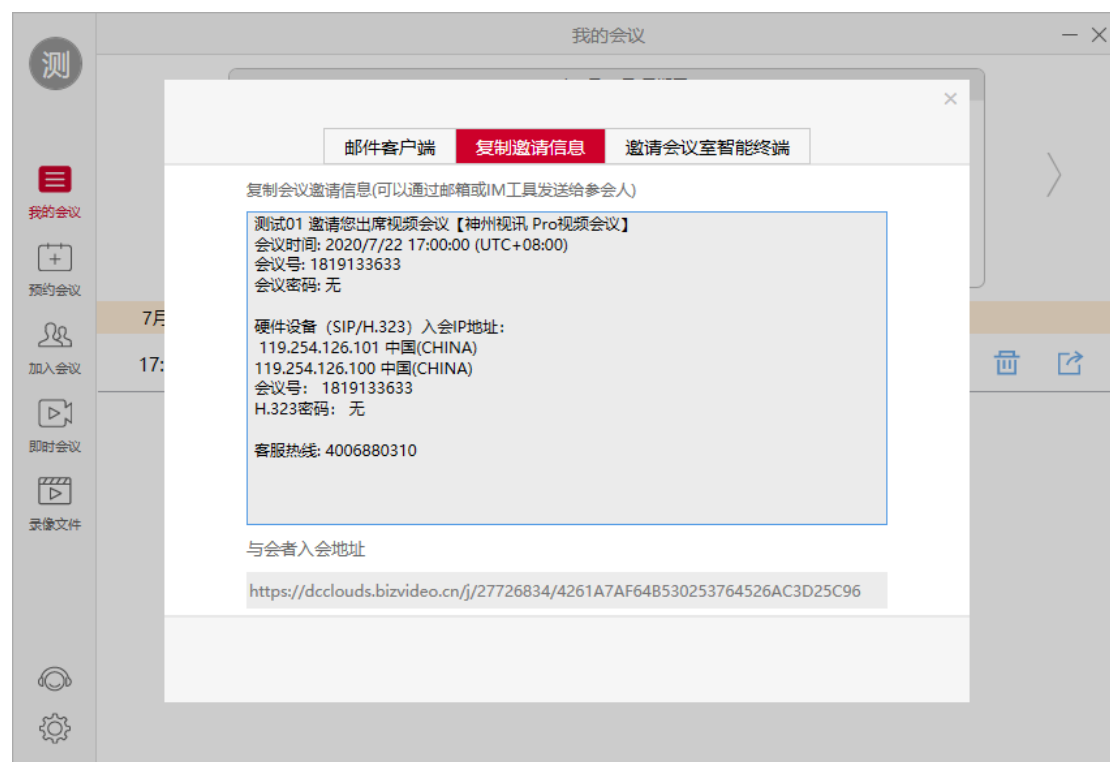 我的会议
测
邮件客户端
复制邀请信息
邀请会议室智能终端
复制会议邀请信息(可以通过邮箱或IM工具发送给参会人)
测试01 邀请您出席视频会议【神州视讯 Pro视频会议】
会议时间: 2020/7/22 17:00:00 (UTC+08:00)
会议号: 1819133633
会议密码: 无
硬件设备（SIP/H.323）入会IP地址：
119.254.126.101 中国(CHINA)
119.254.126.100 中国(CHINA)
会议号： 1819133633
H.323密码： 无
客服热线: 4006880310
与会者入会地址
https://dcclouds.bizvideo.cn/j/27726834/4261A7AF64B530253764526AC3D25C96
我的会议
预约会议
加入会议
即时会议
录像文件
7月
17: